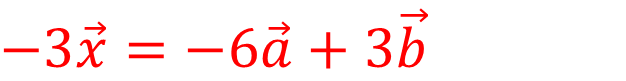 −3x⃗ = −6a⃗ + 3b⃗